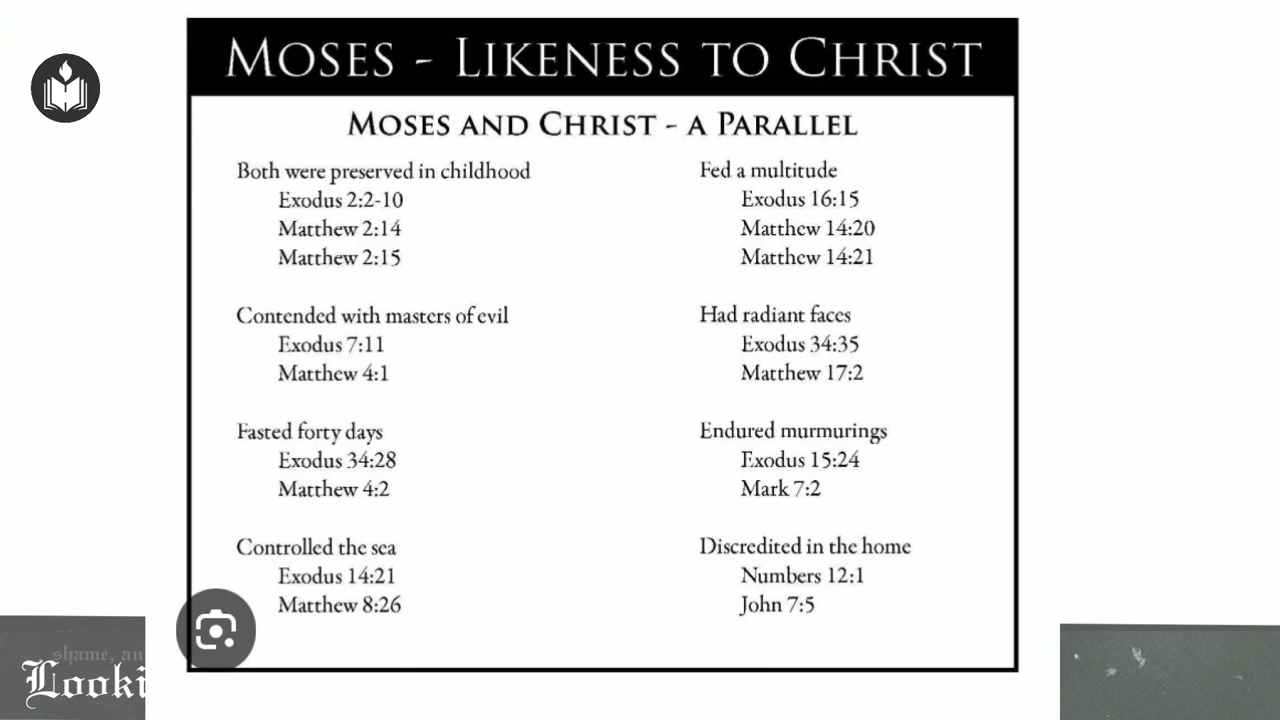 MOSES - LIKENESS TO CHRIST
MOSES AND CHRIST - A PARALLEL
Both were preserved in childhood
Exodus 2:2-10
Matthew 2:14
Matthew 2:15
Contended with masters of evil
Exodus 7:11
Matthew 4:1
Fasted forty days
Exodus 34:28
Matthew 4:2
Controlled the sea
Exodus 14:21
Matthew 8:26
Fed a multitude
Exodus 16:15
Matthew 14:20
Matthew 14:21
Had radiant faces
Exodus 34:35
Matthew 17:2
Endured murmurings
Exodus 15:24
Mark 7:2
Discredited in the home
Numbers 12:1
John 7:5
shame, an
Looki